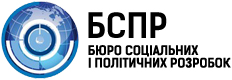 БСПР
БЮРО СОЦІАЛЬНИХ
І ПОЛІТИЧНИХ РОЗРОБОК